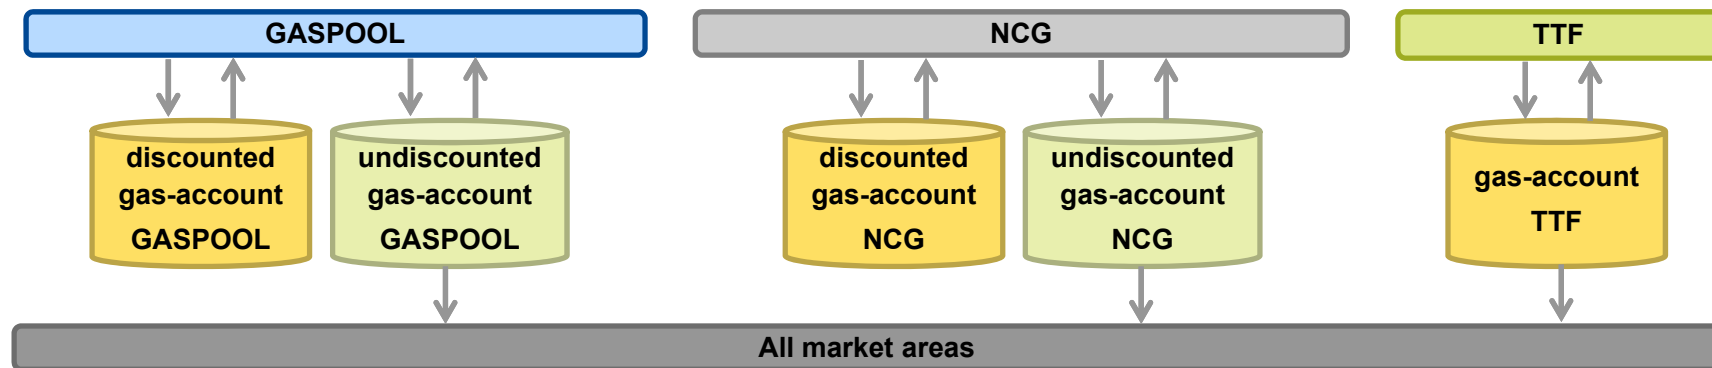 GASPOOL
NCG
TTF
discounted
gas-account
GASPOOL
undiscounted
gas-account
GASPOOL
discounted
gas-account
NCG
undiscounted
gas-account
NCG
gas-account
TTF
All market areas